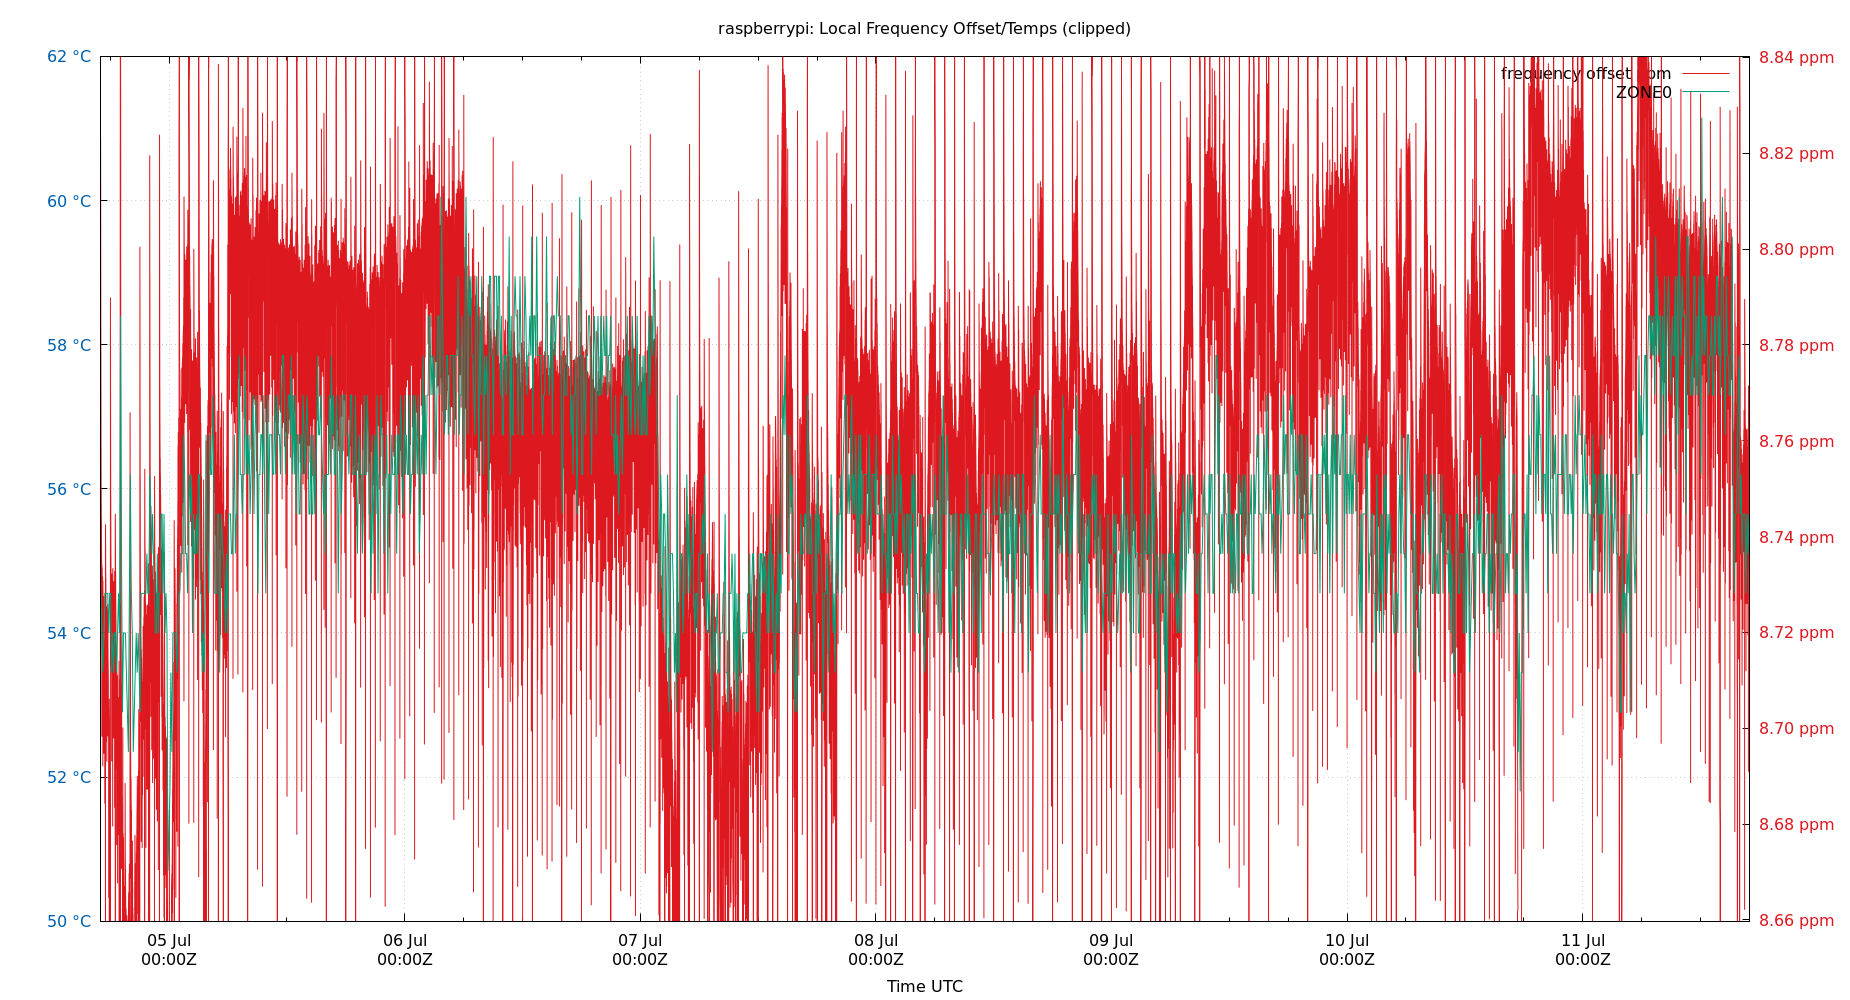 raspberrypi: Local Frequency Offset/Temps (clipped)
62 °C
60 °C
58 °C
56 °C
54 °C
52 °C
50 °C
8.84 ppm
8.82 ppm
8.80 ppm
8.78 ppm
8.76 ppm
8.74 ppm
8.72 ppm
8.70 ppm
8.68 ppm
8.66 ppm
frequency offset ppm
ZONE0
05 Jul 06 Jul 07 Jul 08 Jul 09 Jul 10 Jul 11 Jul
00:00Z 00:00Z 00:00Z 00:00Z 00:00Z 00:00Z 00:00Z
Time UTC